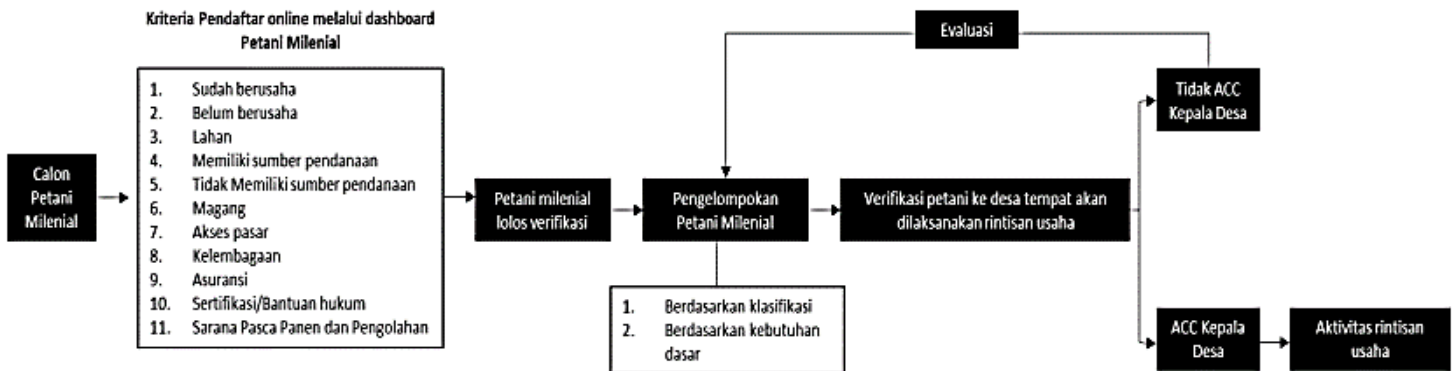 Kriteria Pendaftar online melalui dashboard
Petani Milenial
Calon
Petani
Milenial
1. Sudah berusaha
2. Belum berusaha
3. Lahan
4. Memiliki sumber pendanaan
5. Tidak Memiliki sumber pendanaan
6. Magang
7. Akses pasar
8. Kelembagaan
9. Asuransi
10. Sertifikasi/Bantuan hukum
11. Sarana Pasca Panen dan Pengolahan
Petani milenial
lolos verifikasi
Pengelompokan
Petani Milenial
1. Berdasarkan klasifikasi
2. Berdasarkan kebutuhan
dasar
Verifikasi petani ke desa tempat akan
dilaksanakan rintisan usaha
Evaluasi
Tidak ACC
Kepala Desa
ACC Kepala
Desa
Aktivitas rintisan
usaha